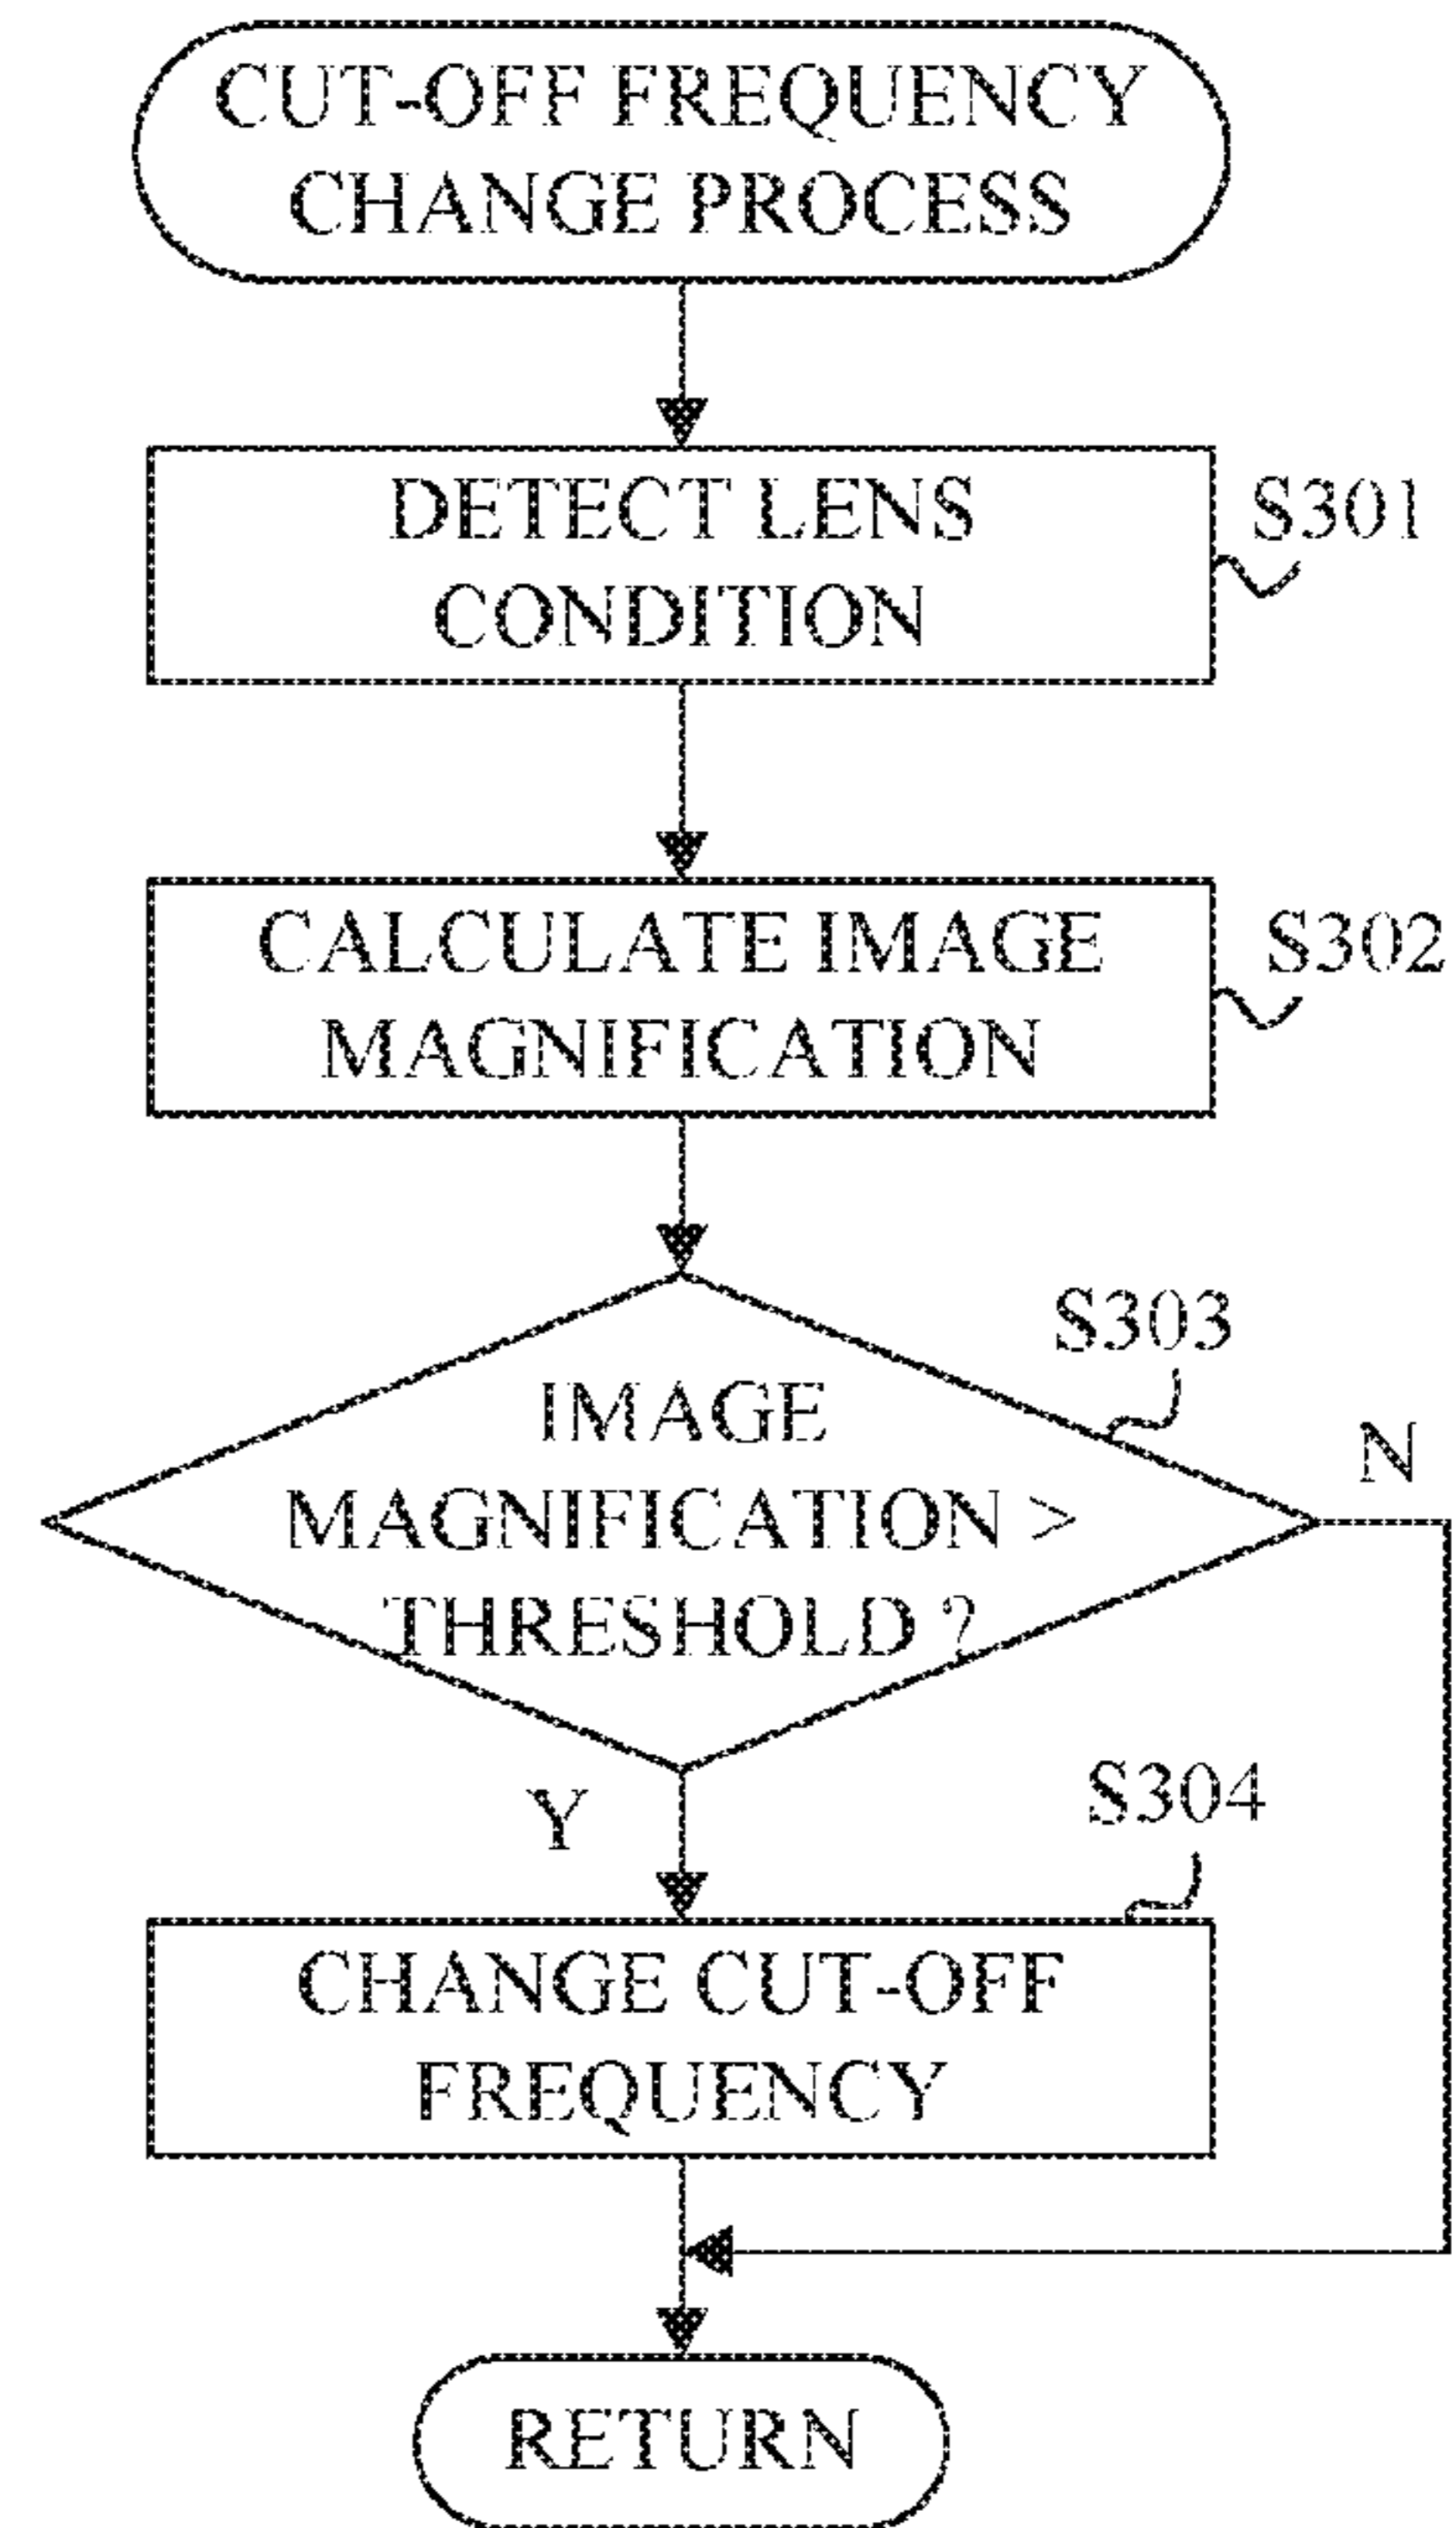 CUT-OFF FREQUENCY
CHANGE PROCESS
DETECT LENS
CONDITION
S301
CALCULATE IMAGE
MAGNIFICATION
S302
S303
IMAGE
MAGNIFICATION >
THRESHOLD ?
N
Y
S304
CHANGE CUT-OFF
FREQUENCY
RETURN